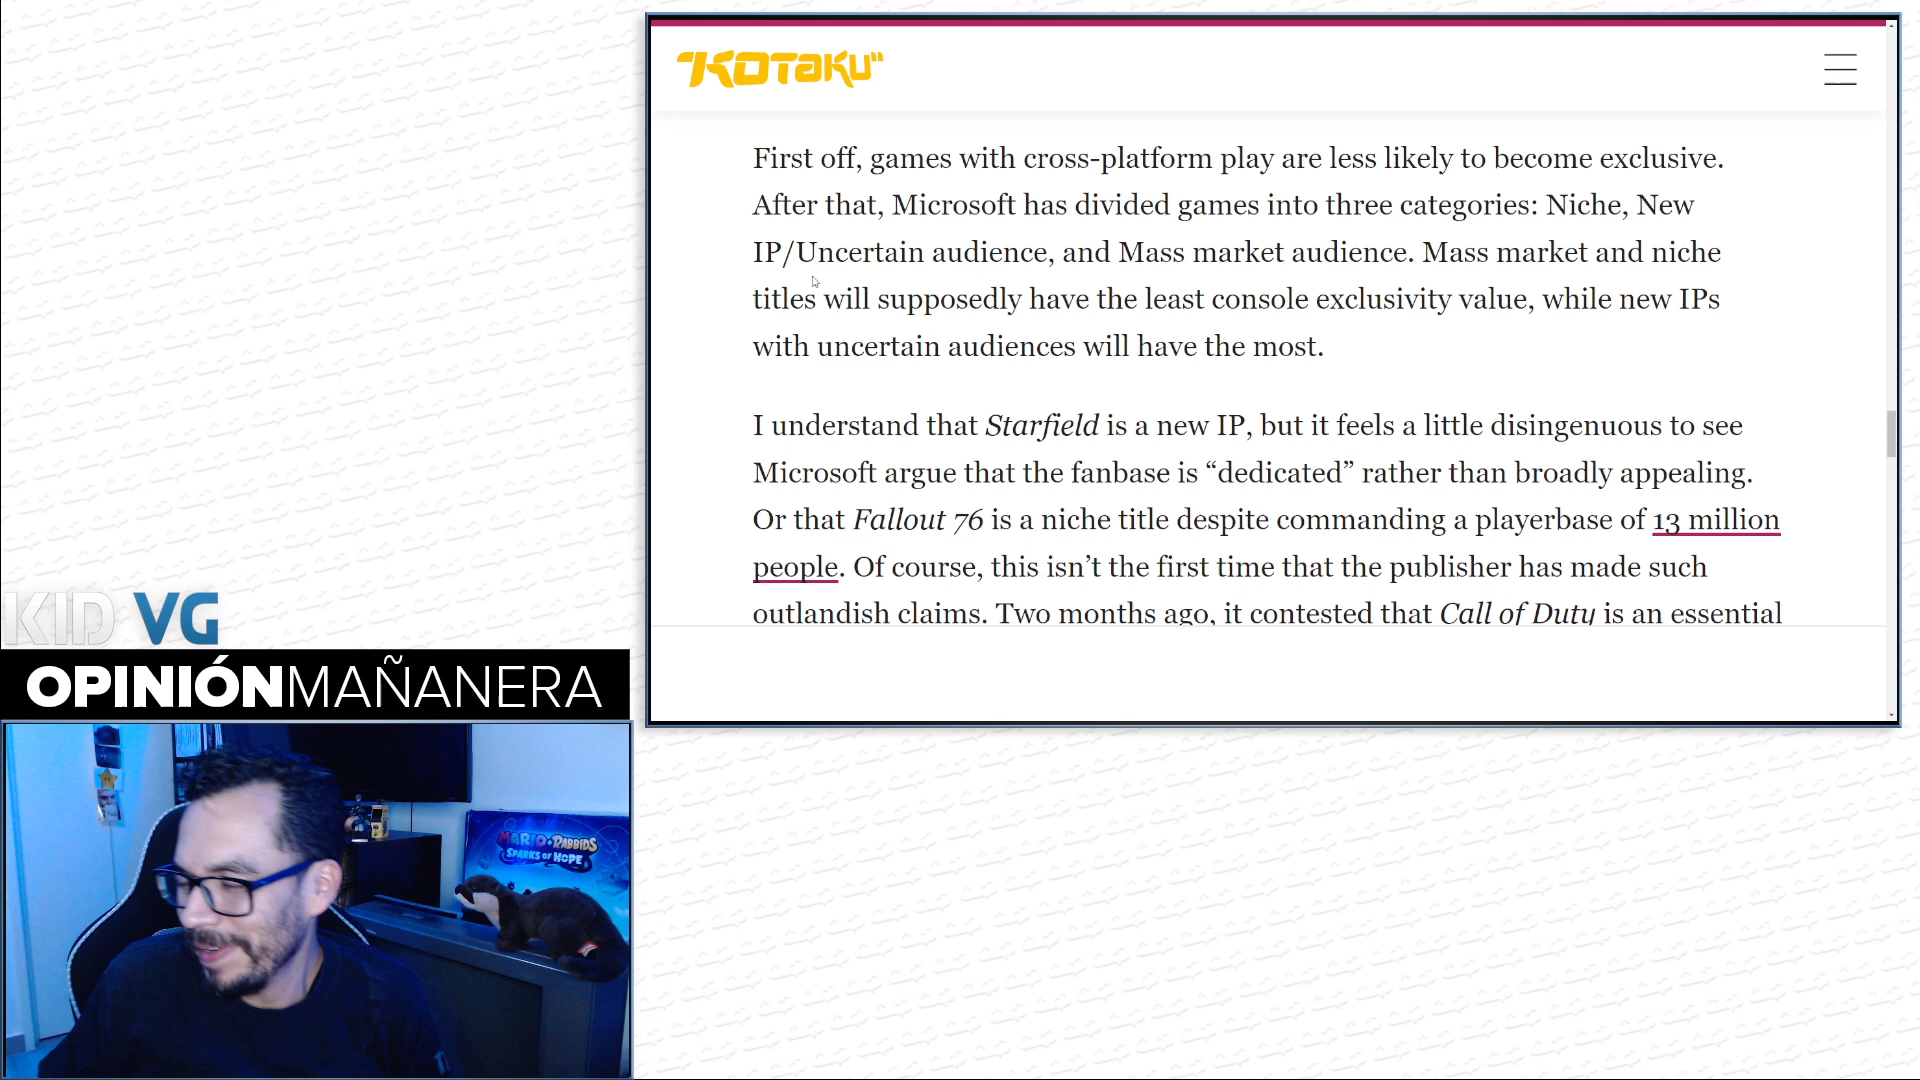 KOTAKU
First off, games with cross-platform play are less likely to become exclusive.
After that, Microsoft has divided games into three categories: Niche, New
IP/Uncertain audience, and Mass market audience. Mass market and niche
titles will supposedly have the least console exclusivity value, while new IPs
with uncertain audiences will have the most.
I understand that Starfield is a new IP, but it feels a little disingenuous to see
Microsoft argue that the fanbase is “dedicated” rather than broadly appealing.
Or that Fallout 76 is a niche title despite commanding a playerbase of 13 million
people. Of course, this isn’t the first time that the publisher has made such
outlandish claims. Two months ago, it contested that Call of Duty is an essential
KID VG
OPINIÓNMAÑANERA
MARIO + RABBIDS
SPARKS OF HOPE